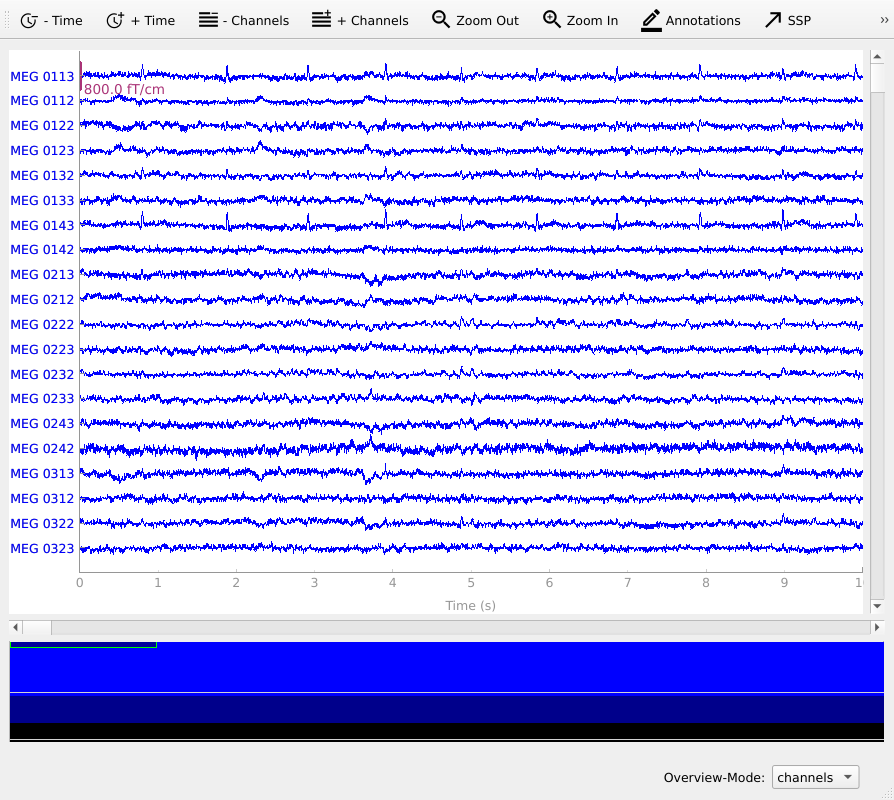 - Time + Time - Channels + Channels Zoom Out Zoom In Annotations SSP »
MEG 0113
800.0 fT/cm
MEG 0112
MEG 0122
MEG 0123
MEG 0132
MEG 0133
MEG 0143
MEG 0142
MEG 0213
MEG 0212
MEG 0222
MEG 0223
MEG 0232
MEG 0233
MEG 0243
MEG 0242
MEG 0313
MEG 0312
MEG 0322
MEG 0323
0 1 2 3 4 5 6 7 8 9 1
Time (s)
Overview-Mode: channels